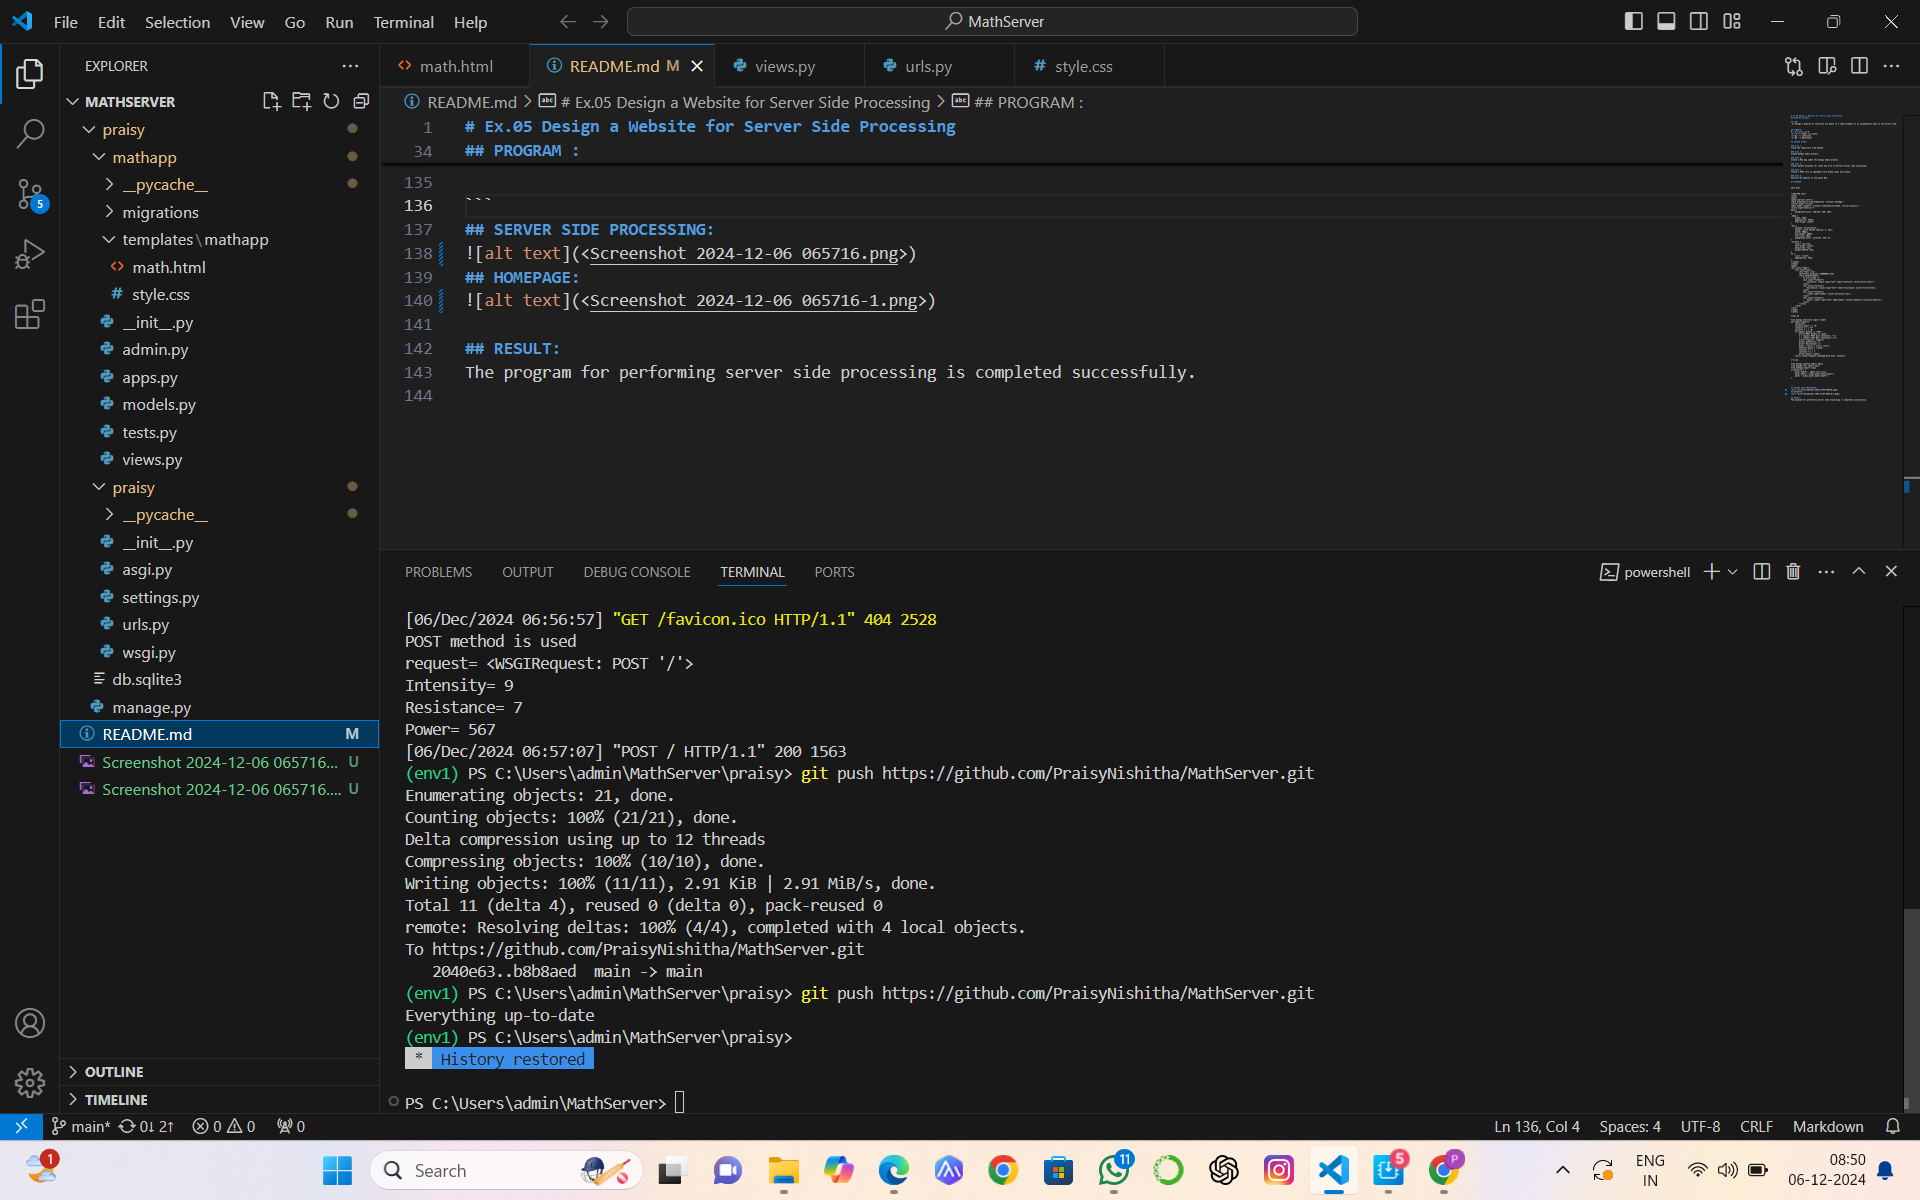 File Edit Selection View Go Run Terminal Help
MathServer
EXPLORER
MATHSERVER
praisy
mathapp
__pycache__
migrations
templates\mathapp
math.html
style.css
__init__.py
admin.py
apps.py
models.py
tests.py
views.py
praisy
__pycache__
__init__.py
asgi.py
settings.py
urls.py
wsgi.py
db.sqlite3
manage.py
README.md M
Screenshot 2024-12-06 065716... U
Screenshot 2024-12-06 065716.... U
OUTLINE
TIMELINE
5
math.html README.md M views.py urls.py style.css
README.md > # Ex.05 Design a Website for Server Side Processing > ## PROGRAM :
1 # Ex.05 Design a Website for Server Side Processing
34 ## PROGRAM :
135
136 ```
137 ## SERVER SIDE PROCESSING:
138 ![alt text](<Screenshot 2024-12-06 065716.png>)
139 ## HOMEPAGE:
140 ![alt text](<Screenshot 2024-12-06 065716-1.png>)
141
142 ## RESULT:
143 The program for performing server side processing is completed successfully.
144
PROBLEMS OUTPUT DEBUG CONSOLE TERMINAL PORTS
powershell
[06/Dec/2024 06:56:57] "GET /favicon.ico HTTP/1.1" 404 2528
POST method is used
request= <WSGIRequest: POST '/'>
Intensity= 9
Resistance= 7
Power= 567
[06/Dec/2024 06:57:07] "POST / HTTP/1.1" 200 1563
(env1) PS C:\Users\admin\MathServer\praisy> git push https://github.com/PraisyNishitha/MathServer.git
Enumerating objects: 21, done.
Counting objects: 100% (21/21), done.
Delta compression using up to 12 threads
Compressing objects: 100% (10/10), done.
Writing objects: 100% (11/11), 2.91 KiB | 2.91 MiB/s, done.
Total 11 (delta 4), reused 0 (delta 0), pack-reused 0
remote: Resolving deltas: 100% (4/4), completed with 4 local objects.
To https://github.com/PraisyNishitha/MathServer.git
2040e63..b8b8aed main -> main
(env1) PS C:\Users\admin\MathServer\praisy> git push https://github.com/PraisyNishitha/MathServer.git
Everything up-to-date
(env1) PS C:\Users\admin\MathServer\praisy>
* History restored
PS C:\Users\admin\MathServer>
main* 0↓ 2↑ 0 0 0
Ln 136, Col 4 Spaces: 4 UTF-8 CRLF Markdown
1
Search
11
5
P
ENG
IN
08:50
06-12-2024